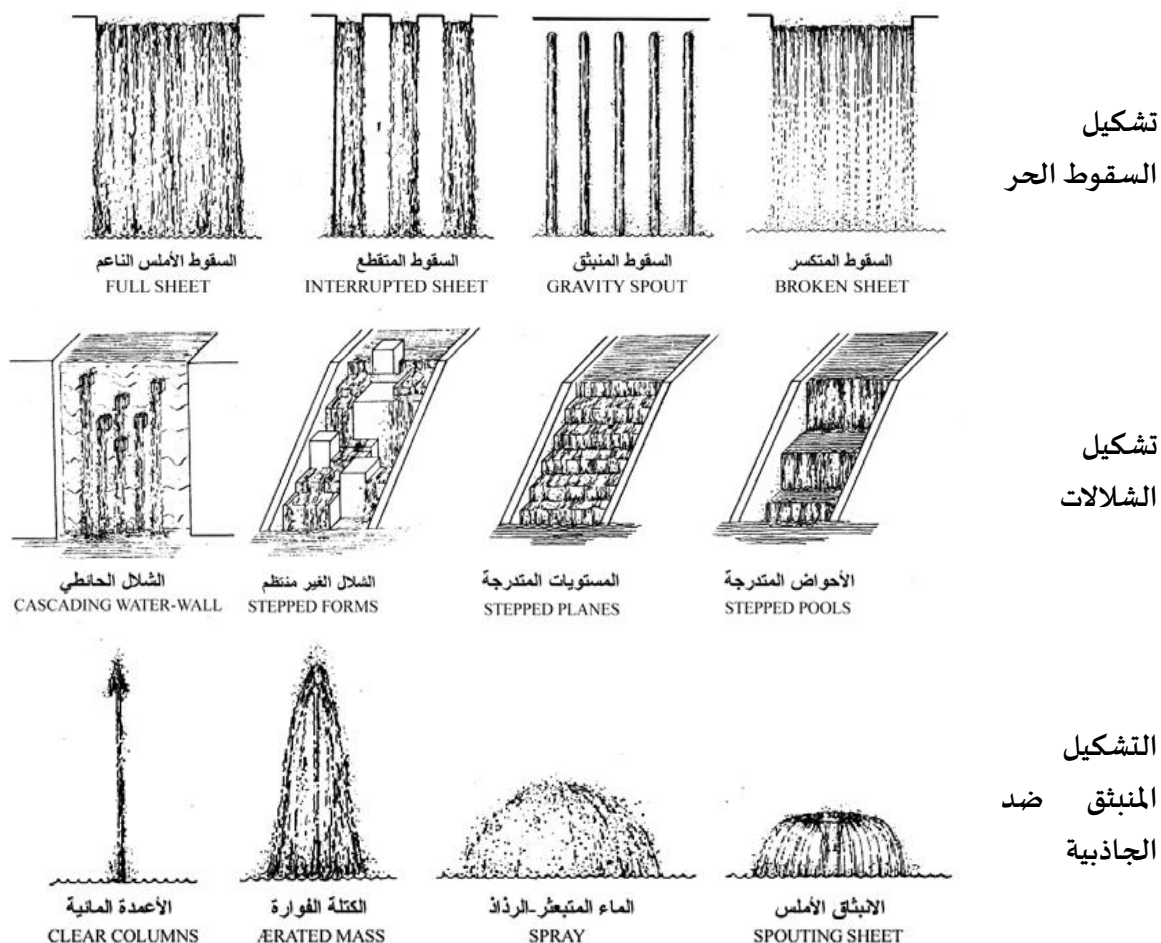 تشكيل
السقوط الحر
السقوط الأملس الناعم
FULL SHEET
السقوط المتقطع
INTERRUPTED SHEET
السقوط المنبثق
GRAVITY SPOUT
السقوط المتكسر
BROKEN SHEET
تشكيل
الشلالات
الشلال الحائطي
CASCADING WATER-WALL
الشلال الغير منتظم
STEPPED FORMS
المستويات المتدرجة
STEPPED PLANES
الأحواض المتدرجة
STEPPED POOLS
التشكيل
المنبثق ضد
الجاذبية
الأعمدة المائية
CLEAR COLUMNS
الكتلة الفوارة
ÆRATED MASS
الماء المتبعثر-الرذاذ
SPRAY
الانبثاق الأملس
SPOUTING SHEET